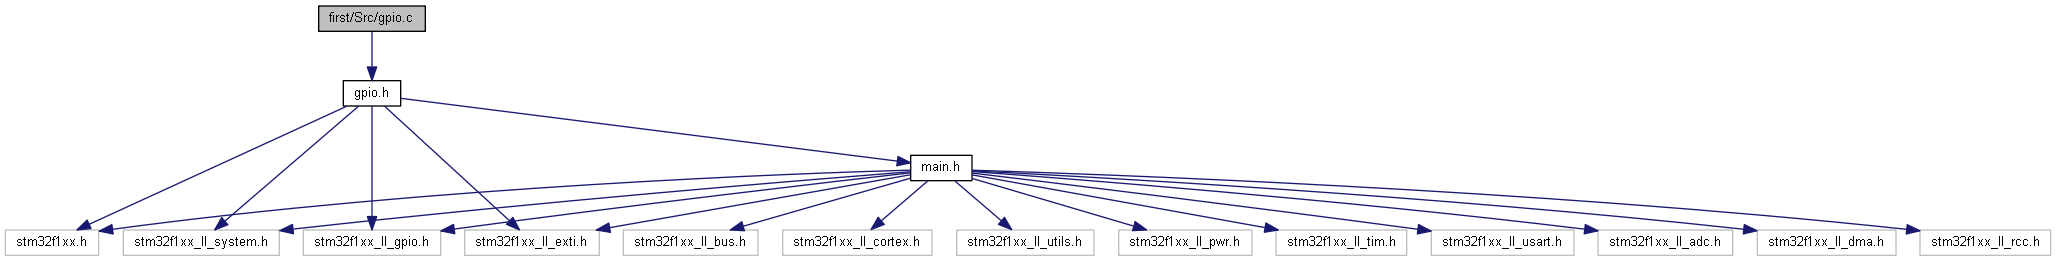 first/Src/gpio.c
gpio.h
main.h
stm32f1xx.h
stm32f1xx_ll_system.h
stm32f1xx_ll_gpio.h
stm32f1xx_ll_exti.h
stm32f1xx_ll_bus.h
stm32f1xx_ll_cortex.h
stm32f1xx_ll_utils.h
stm32f1xx_ll_pwr.h
stm32f1xx_ll_tim.h
stm32f1xx_ll_usart.h
stm32f1xx_ll_adc.h
stm32f1xx_ll_dma.h
stm32f1xx_ll_rcc.h